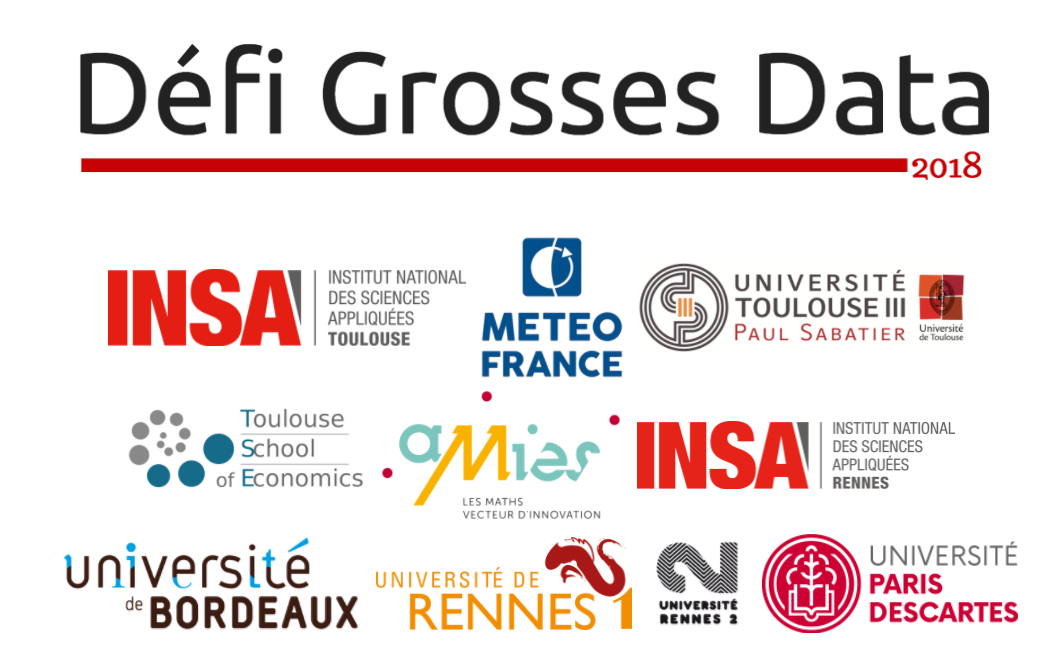 Défi Grosses Data
2018
INSA
INSTITUT NATIONAL
DES SCIENCES
APPLIQUÉES
TOULOUSE
METEO
FRANCE
UNIVERSITÉ
TOULOUSE III
PAUL SABATIER
Université
de Toulouse
Toulouse
School
of Economics
aMies
LES MATHS
VECTEUR D'INNOVATION
INSA
INSTITUT NATIONAL
DES SCIENCES
APPLIQUÉES
RENNES
université
de BORDEAUX
UNIVERSITÉ DE
RENNES 1
2
UNIVERSITÉ
RENNES 2
UNIVERSITÉ
PARIS
DESCARTES